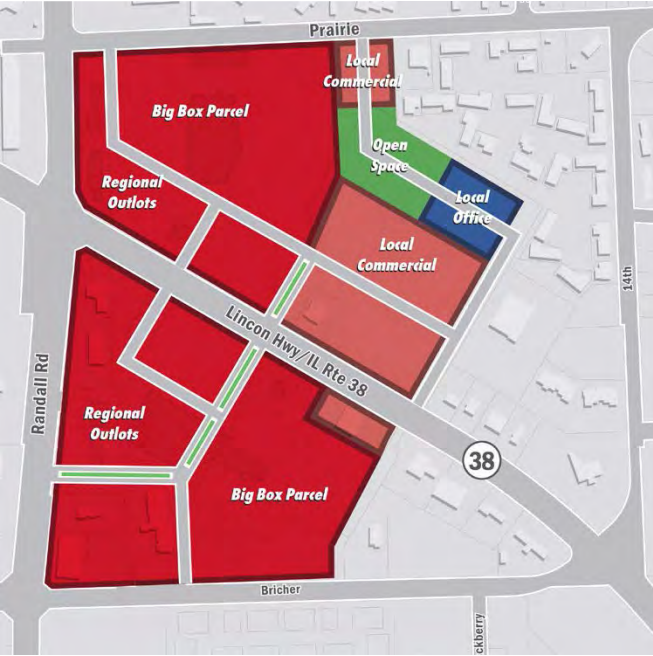 Prairie
Local
Commercial
Big Box Parcel
Open
Space
Regional
Outlots
Local
Office
Local
Commercial
14th
Lincon Hwy/IL Rte 38
Randall Rd
Regional
Outlots
38
Big Box Parcel
Bricher
ckberry